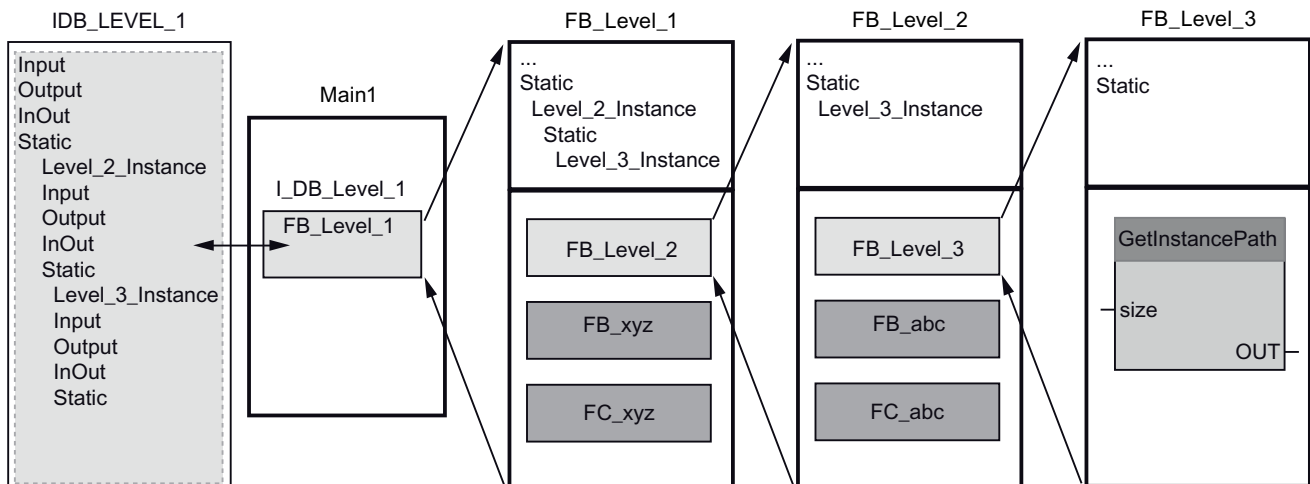 IDB_LEVEL_1
Input
Output
InOut
Static
Level_2_Instance
Input
Output
InOut
Static
Level_3_Instance
Input
Output
InOut
Static
Main1
I_DB_Level_1
FB_Level_1
FB_Level_1
...
Static
Level_2_Instance
Static
Level_3_Instance
FB_Level_2
FB_xyz
FC_xyz
FB_Level_2
...
Static
Level_3_Instance
FB_Level_3
FB_abc
FC_abc
FB_Level_3
...
Static
GetInstancePath
size
OUT